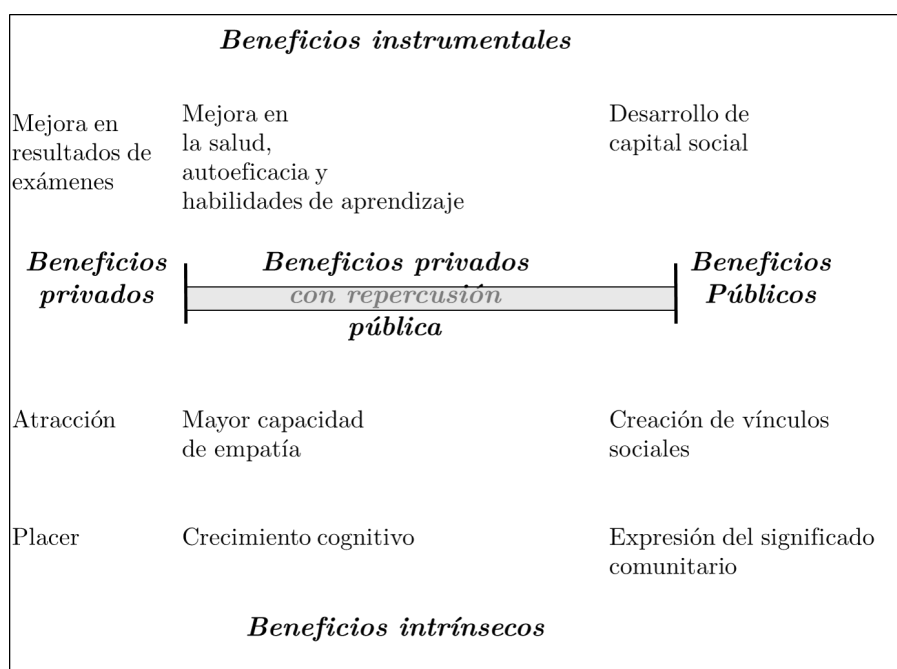 Beneficios instrumentales
Mejora en
resultados de
exámenes
Mejora en
la salud,
autoeficacia y
habilidades de aprendizaje
Desarrollo de
capital social
Beneficios
privados
Beneficios privados
con repercusión
pública
Beneficios
Públicos
Atracción
Mayor capacidad
de empatía
Creación de vínculos
sociales
Placer
Crecimiento cognitivo
Expresión del significado
comunitario
Beneficios intrínsecos